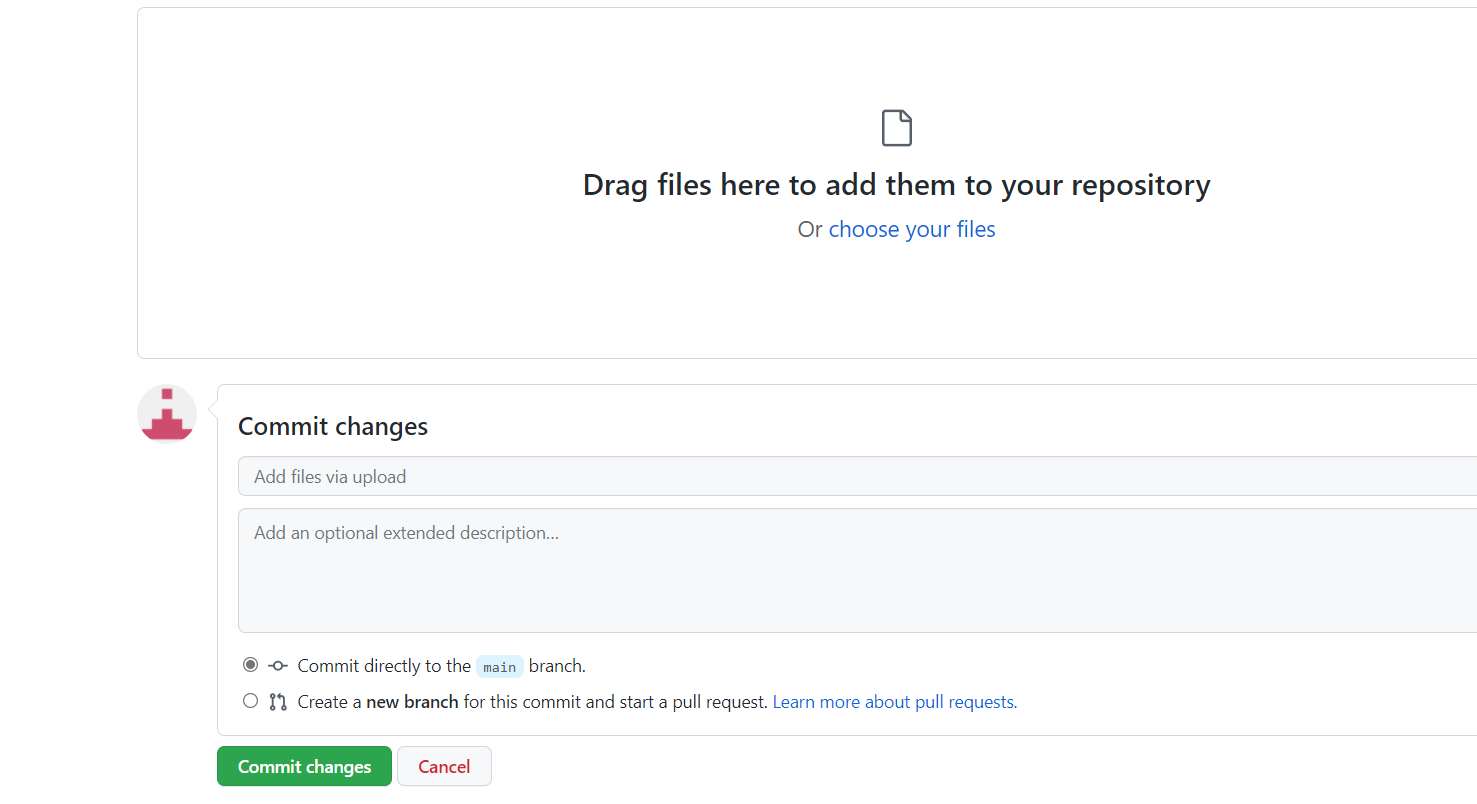 Drag files here to add them to your repository
Or choose your files
Commit changes
Add files via upload
Add an optional extended description...
Commit directly to the main branch.
Create a new branch for this commit and start a pull request. Learn more about pull requests.
Commit changes Cancel